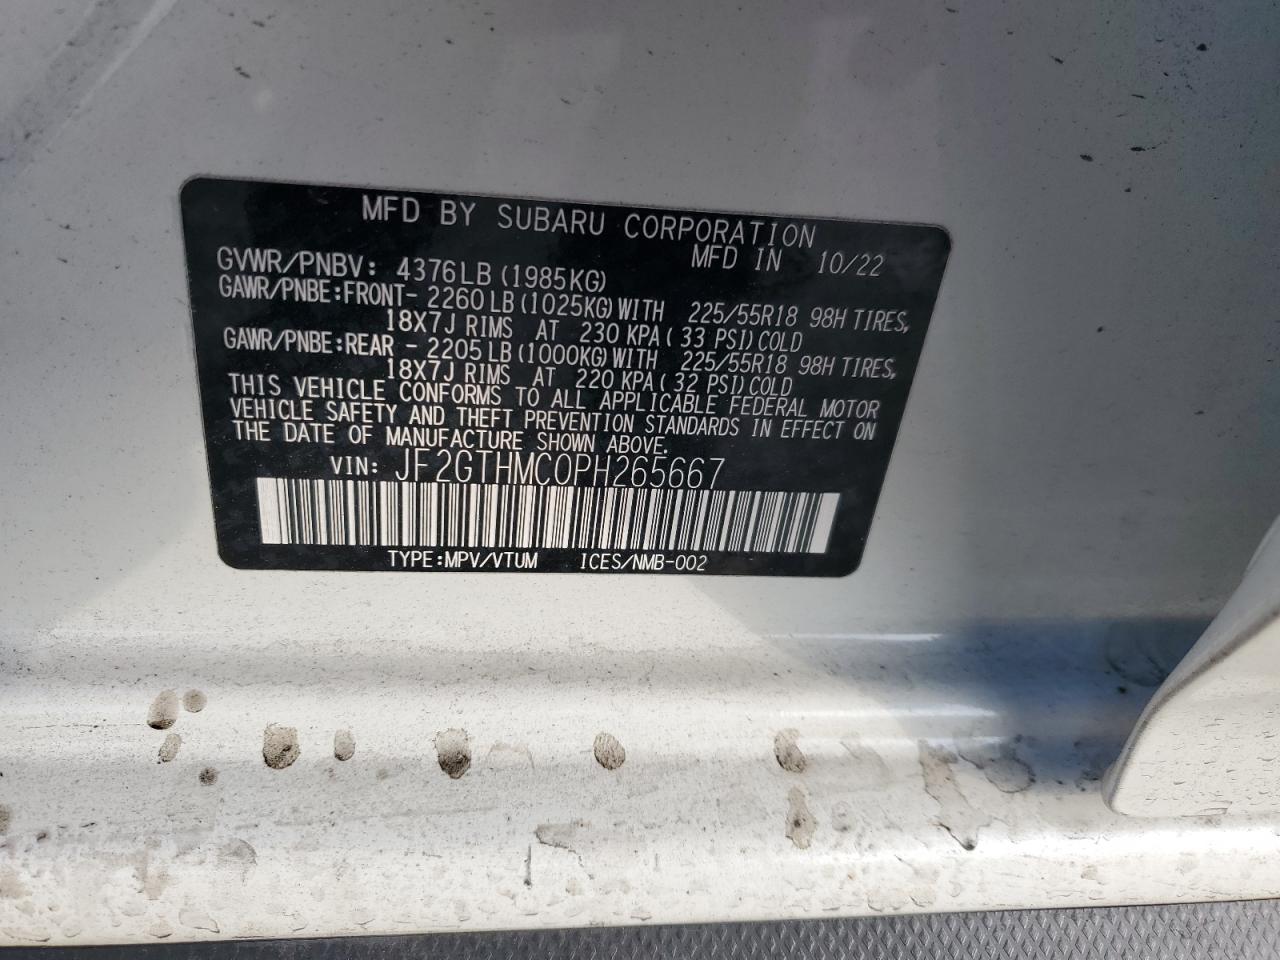 MFD BY SUBARU CORPORATION
MFD IN 10/22
GVWR/PNBV: 4376LB (1985KG)
GAWR/PNBE:FRONT- 2260LB (1025KG) WITH 225/55R18 98H TIRES,
18X7J RIMS AT 230 KPA (33 PSI) COLD
GAWR/PNBE:REAR - 2205LB (1000KG) WITH 225/55R18 98H TIRES,
18X7J RIMS AT 220 KPA (32 PSI) COLD
THIS VEHICLE CONFORMS TO ALL APPLICABLE FEDERAL MOTOR
VEHICLE SAFETY AND THEFT PREVENTION STANDARDS IN EFFECT ON
THE DATE OF MANUFACTURE SHOWN ABOVE.
VIN: JF2GTHMC0PH265667
TYPE:MPV/VTUM ICES/NMB-002